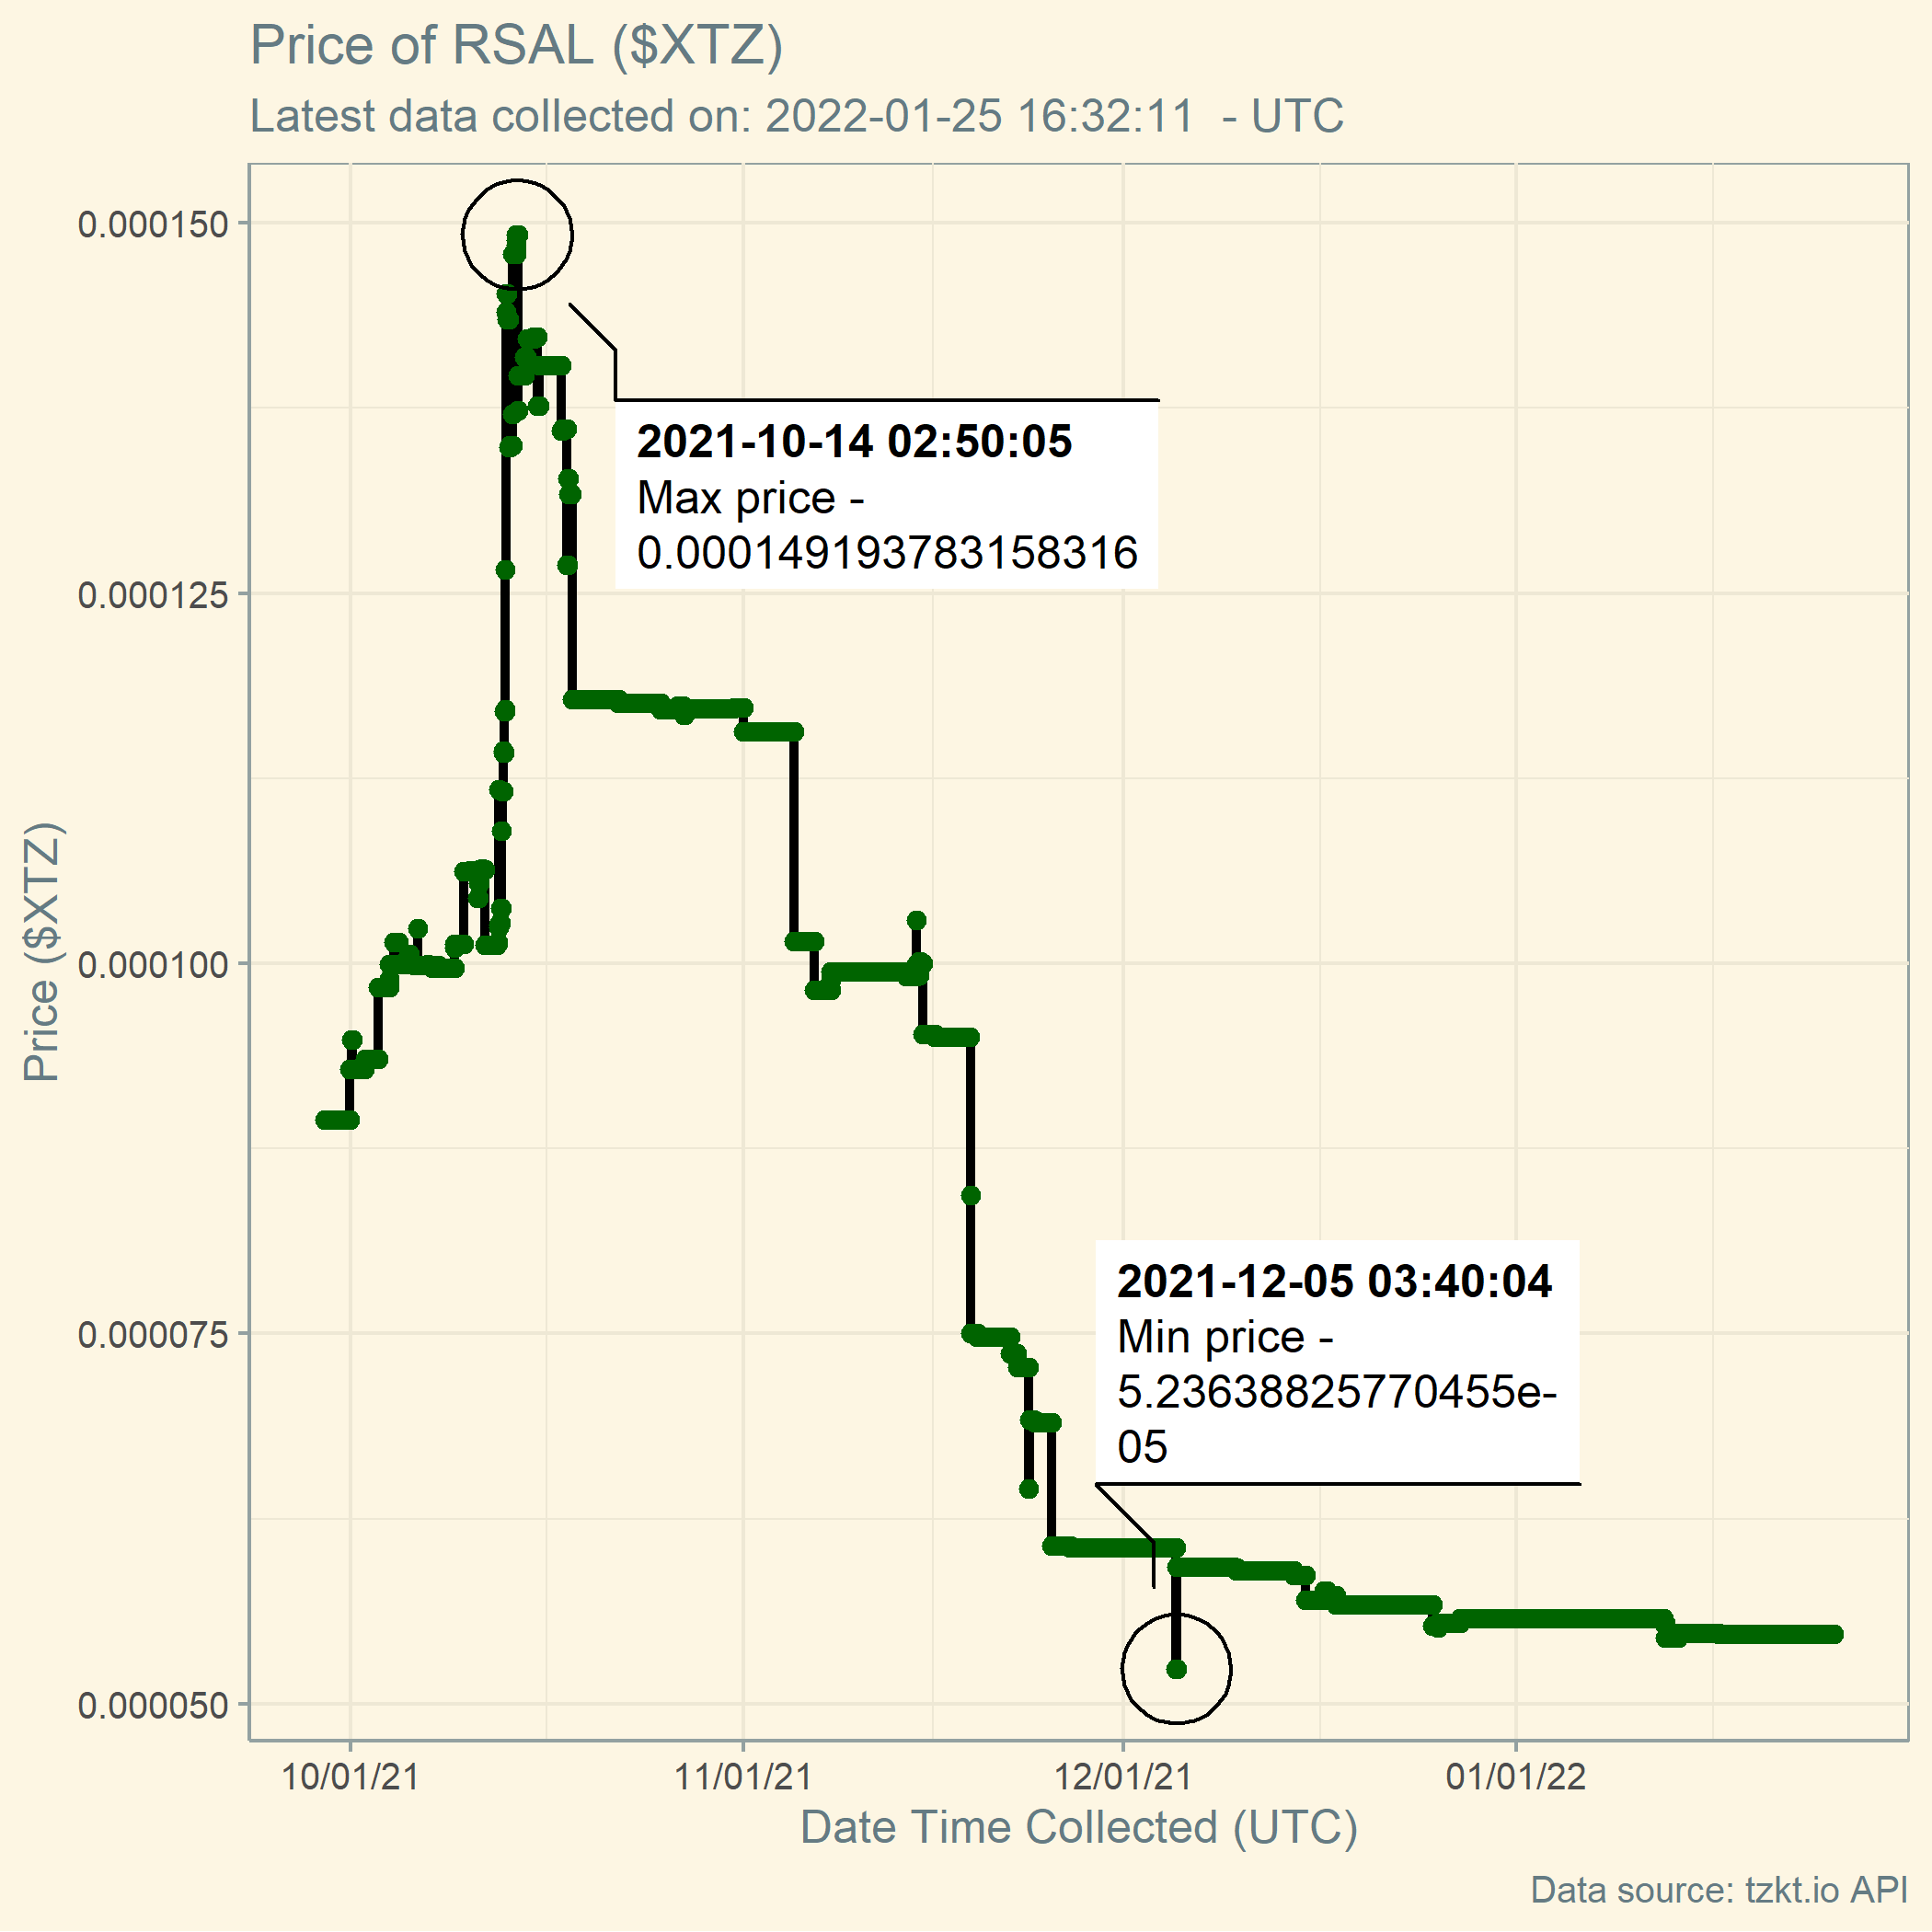 Price of RSAL ($XTZ)
Latest data collected on: 2022-01-25 16:32:11  - UTC
0.000150
0.000125
0.000100
0.000075
0.000050
Price ($XTZ)
2021-10-14 02:50:05
Max price -
0.000149193783158316
2021-12-05 03:40:04
Min price -
5.23638825770455e-
05
10/01/21
11/01/21
12/01/21
01/01/22
Date Time Collected (UTC)
Data source: tzkt.io API